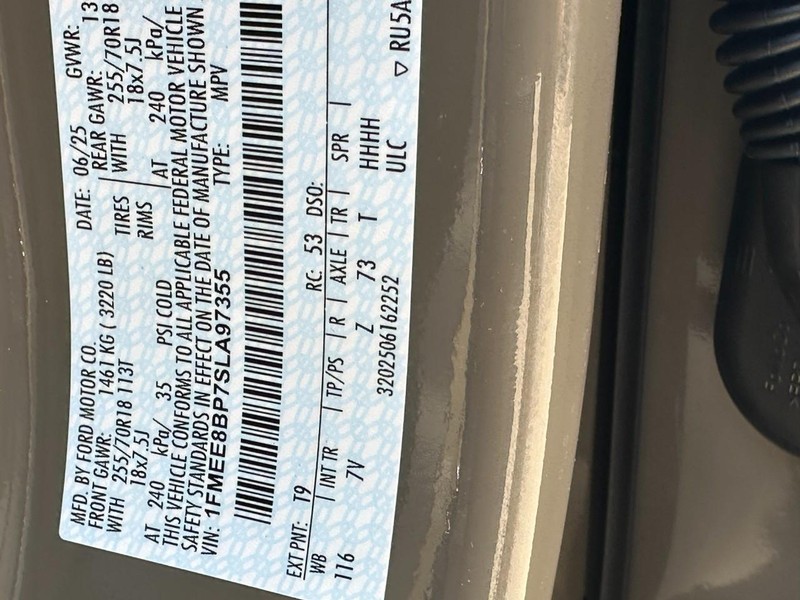 MFD. BY FORD MOTOR CO. DATE: 06/25 GVWR: 13
FRONT GAWR: 1461 KG ( 3220 LB) REAR GAWR:
WITH 255/70R18 113T TIRES WITH 255/70R18
18x7.5J RIMS 18x7.5J
AT 240 kPa/ 35 PSI COLD AT 240 kPa/
THIS VEHICLE CONFORMS TO ALL APPLICABLE FEDERAL MOTOR VEHICLE
SAFETY STANDARDS IN EFFECT ON THE DATE OF MANUFACTURE SHOWN
VIN: 1FMEE8BP7SLA97355 TYPE: MPV
EXT PNT: T9 RC: 53 DSO:
WB INT TR TP/PS R AXLE TR SPR
116 7V Z 73 T HHHH
3202506162252 ULC
▽ RU5A